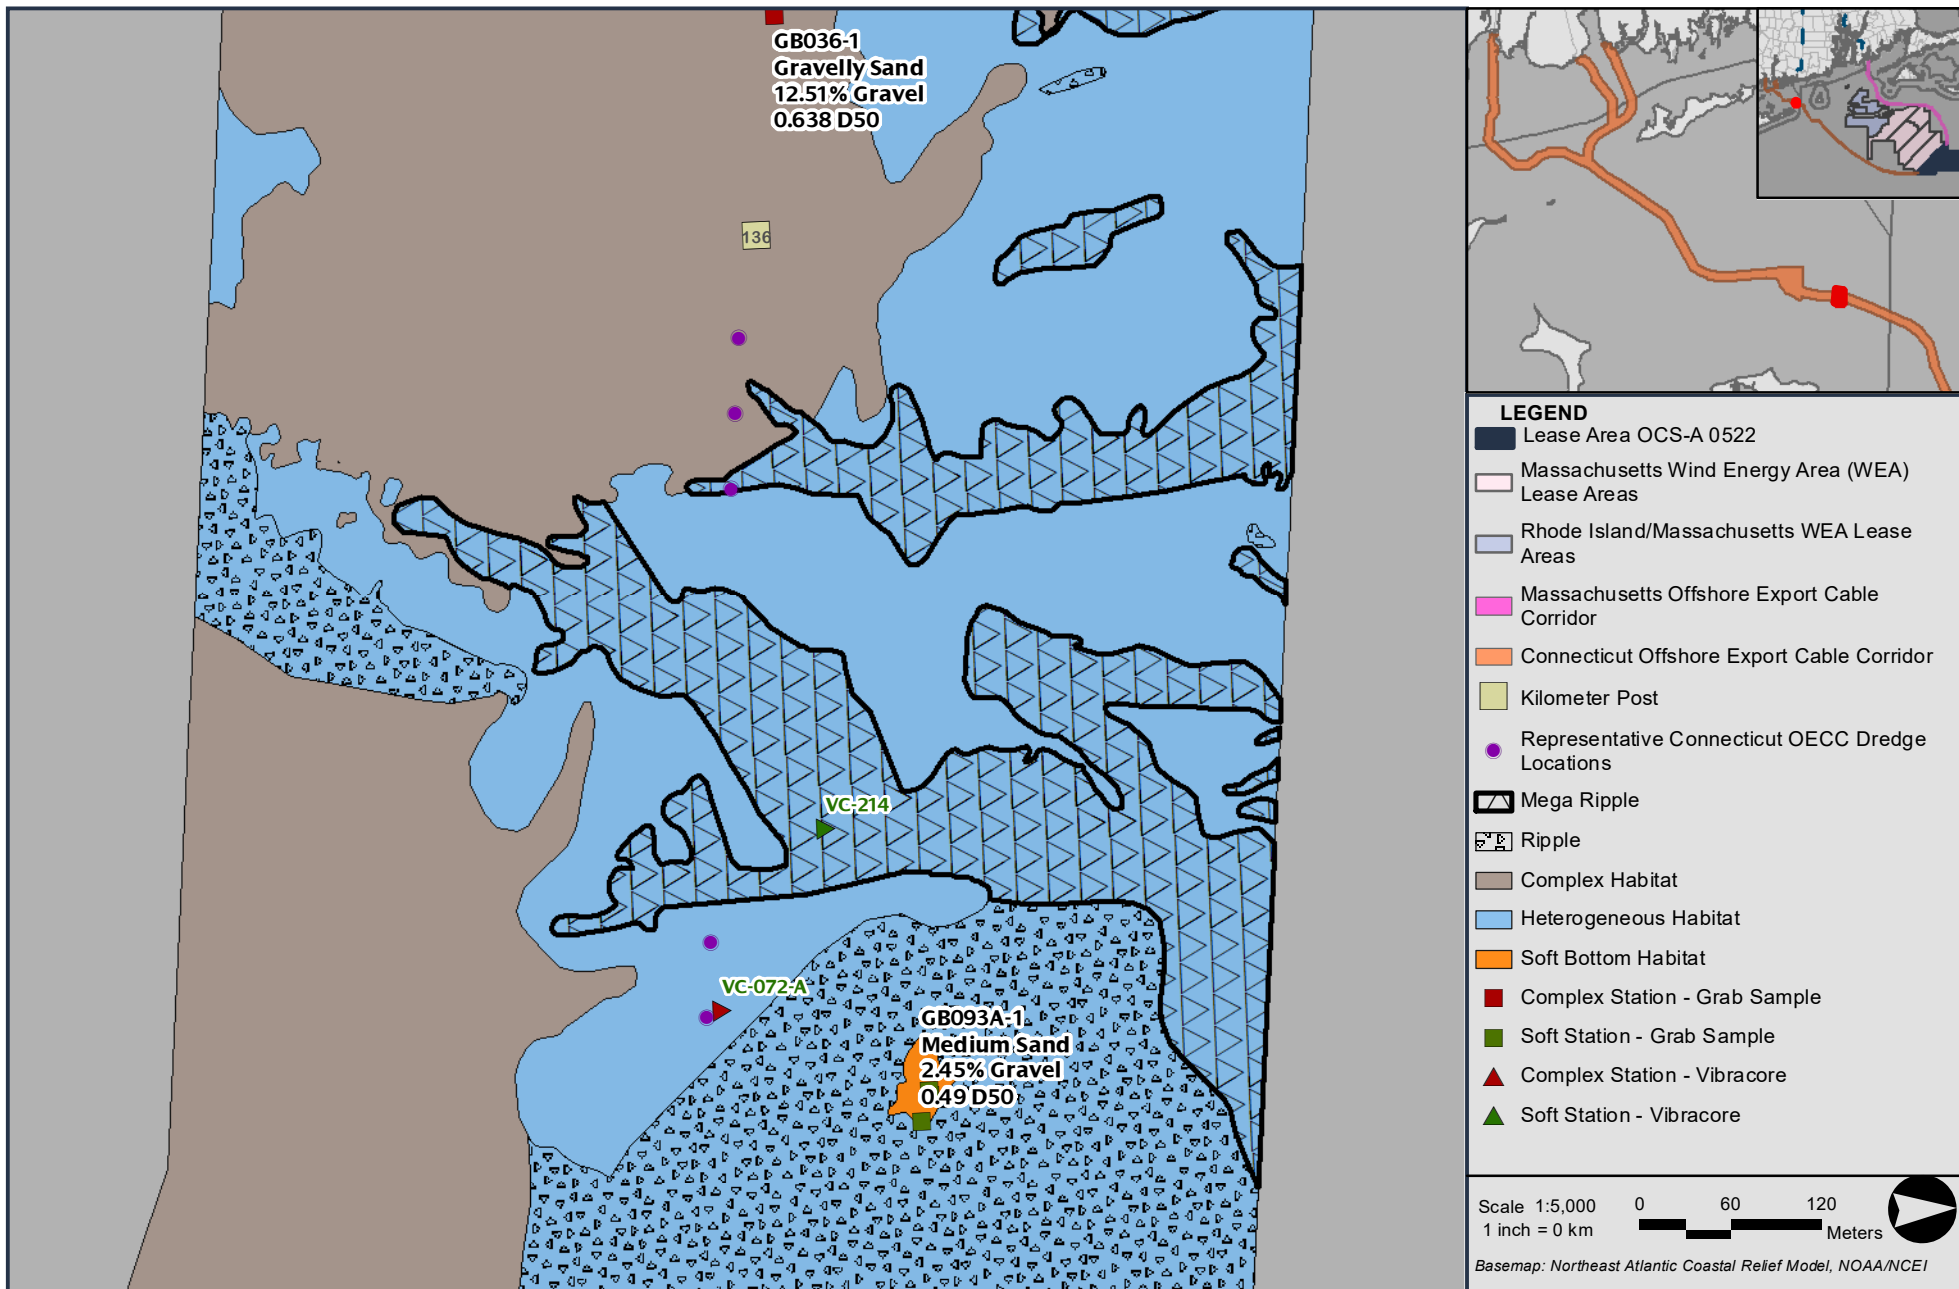 GB036-1
Gravelly Sand
12.51% Gravel
0.638 D50
136
VC-214
VC-072-A
GB093A-1
Medium Sand
2.45% Gravel
0.49 D50
LEGEND
Lease Area OCS-A 0522
Massachusetts Wind Energy Area (WEA)
Lease Areas
Rhode Island/Massachusetts WEA Lease
Areas
Massachusetts Offshore Export Cable
Corridor
Connecticut Offshore Export Cable Corridor
Kilometer Post
Representative Connecticut OECC Dredge
Locations
Mega Ripple
Ripple
Complex Habitat
Heterogeneous Habitat
Soft Bottom Habitat
Complex Station - Grab Sample
Soft Station - Grab Sample
Complex Station - Vibracore
Soft Station - Vibracore
Scale 1:5,000
1 inch = 0 km
0 60 120
Meters
Basemap: Northeast Atlantic Coastal Relief Model, NOAA/NCEI